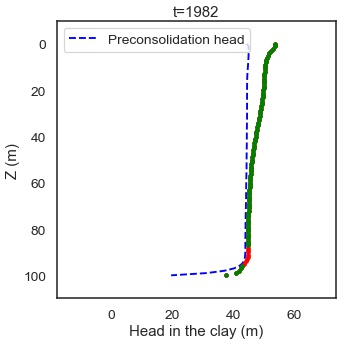 t=1982
Preconsolidation head
0
20
40
60
80
100
Z (m)
0 20 40 60
Head in the clay (m)